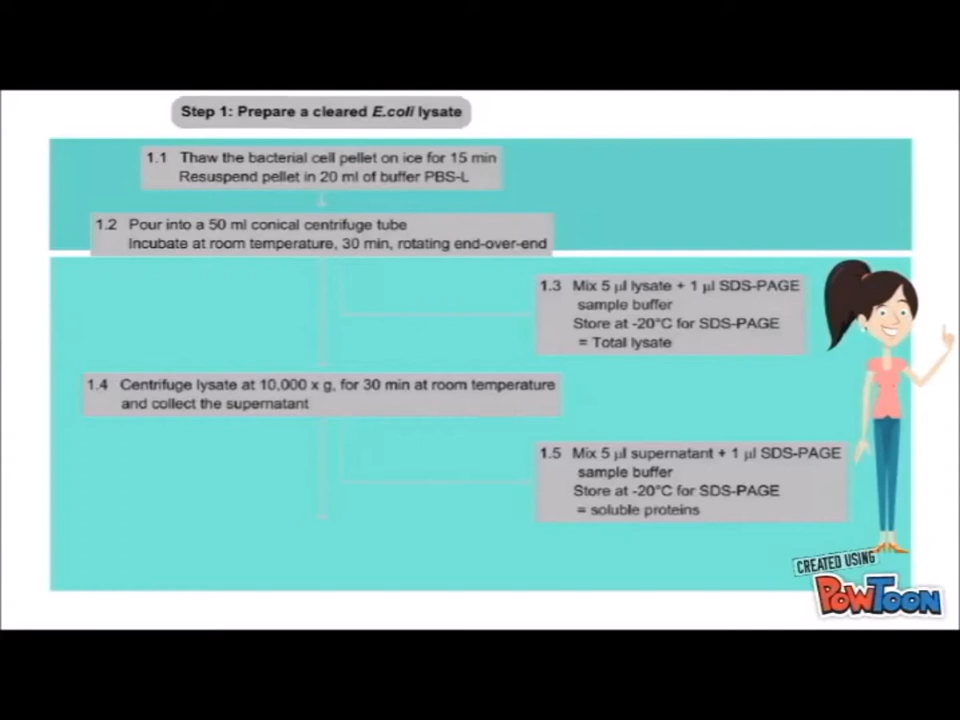 Step 1: Prepare a cleared E.coli lysate
1.1 Thaw the bacterial cell pellet on ice for 15 min
Resuspend pellet in 20 ml of buffer PBS-L
1.2 Pour into a 50 ml conical centrifuge tube
Incubate at room temperature, 30 min, rotating end-over-end
1.3 Mix 5 µl lysate + 1 µl SDS-PAGE
sample buffer
Store at -20°C for SDS-PAGE
= Total lysate
1.4 Centrifuge lysate at 10,000 x g, for 30 min at room temperature
and collect the supernatant
1.5 Mix 5 µl supernatant + 1 µl SDS-PAGE
sample buffer
Store at -20°C for SDS-PAGE
= soluble proteins
CREATED USING
POWTOON